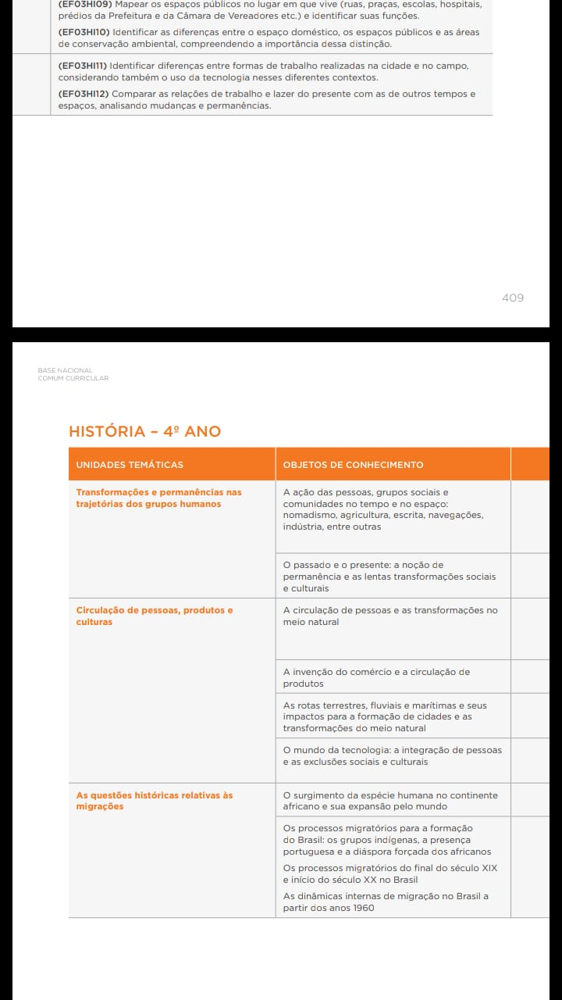 (EF03HI09) Mapear os espaços públicos no lugar em que vive (ruas, praças, escolas, hospitais,
prédios da Prefeitura e da Câmara de Vereadores etc.) e identificar suas funções.
(EF03HI10) Identificar as diferenças entre o espaço doméstico, os espaços públicos e as áreas
de conservação ambiental, compreendendo a importância dessa distinção.
(EF03HI11) Identificar diferenças entre formas de trabalho realizadas na cidade e no campo,
considerando também o uso da tecnologia nesses diferentes contextos.
(EF03HI12) Comparar as relações de trabalho e lazer do presente com as de outros tempos e
espaços, analisando mudanças e permanências.
409
BASE NACIONAL
COMUM CURRICULAR
HISTÓRIA – 4º ANO
UNIDADES TEMÁTICAS
OBJETOS DE CONHECIMENTO
Transformações e permanências nas
trajetórias dos grupos humanos
A ação das pessoas, grupos sociais e
comunidades no tempo e no espaço:
nomadismo, agricultura, escrita, navegações,
indústria, entre outras
O passado e o presente: a noção de
permanência e as lentas transformações sociais
e culturais
Circulação de pessoas, produtos e
culturas
A circulação de pessoas e as transformações no
meio natural
A invenção do comércio e a circulação de
produtos
As rotas terrestres, fluviais e marítimas e seus
impactos para a formação de cidades e as
transformações do meio natural
O mundo da tecnologia: a integração de pessoas
e as exclusões sociais e culturais
As questões históricas relativas às
migrações
O surgimento da espécie humana no continente
africano e sua expansão pelo mundo
Os processos migratórios para a formação
do Brasil: os grupos indígenas, a presença
portuguesa e a diáspora forçada dos africanos
Os processos migratórios do final do século XIX
e início do século XX no Brasil
As dinâmicas internas de migração no Brasil a
partir dos anos 1960